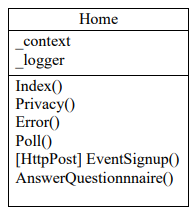 Home
_context
_logger
Index()
Privacy()
Error()
Poll()
[HttpPost] EventSignup()
AnswerQuestionnnaire()